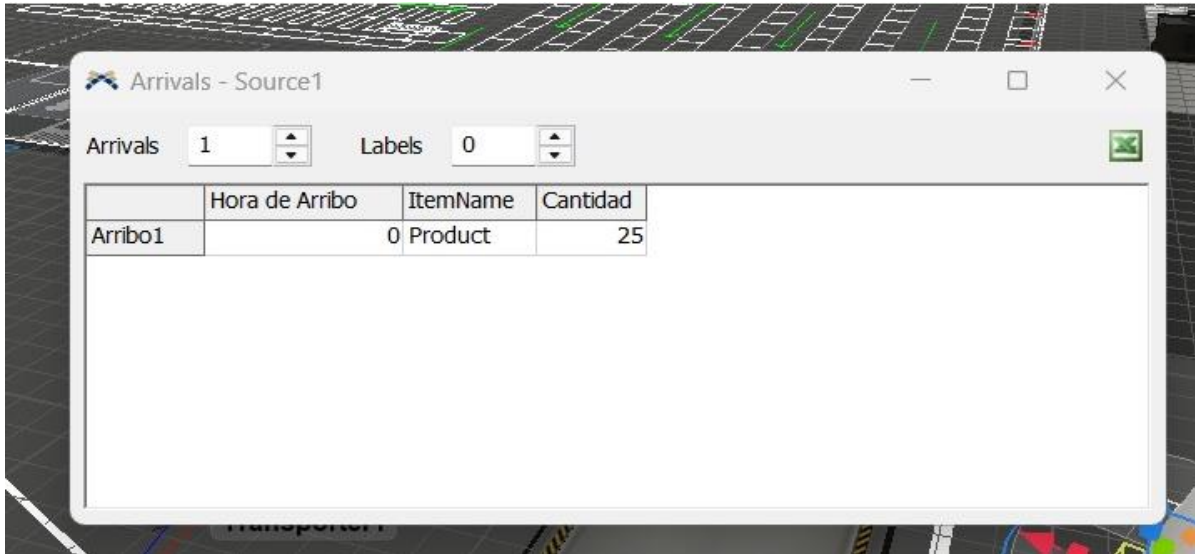 Arrivals - Source1
Arrivals 1 Labels 0
Hora de Arribo ItemName Cantidad
Arribo1 0 Product 25